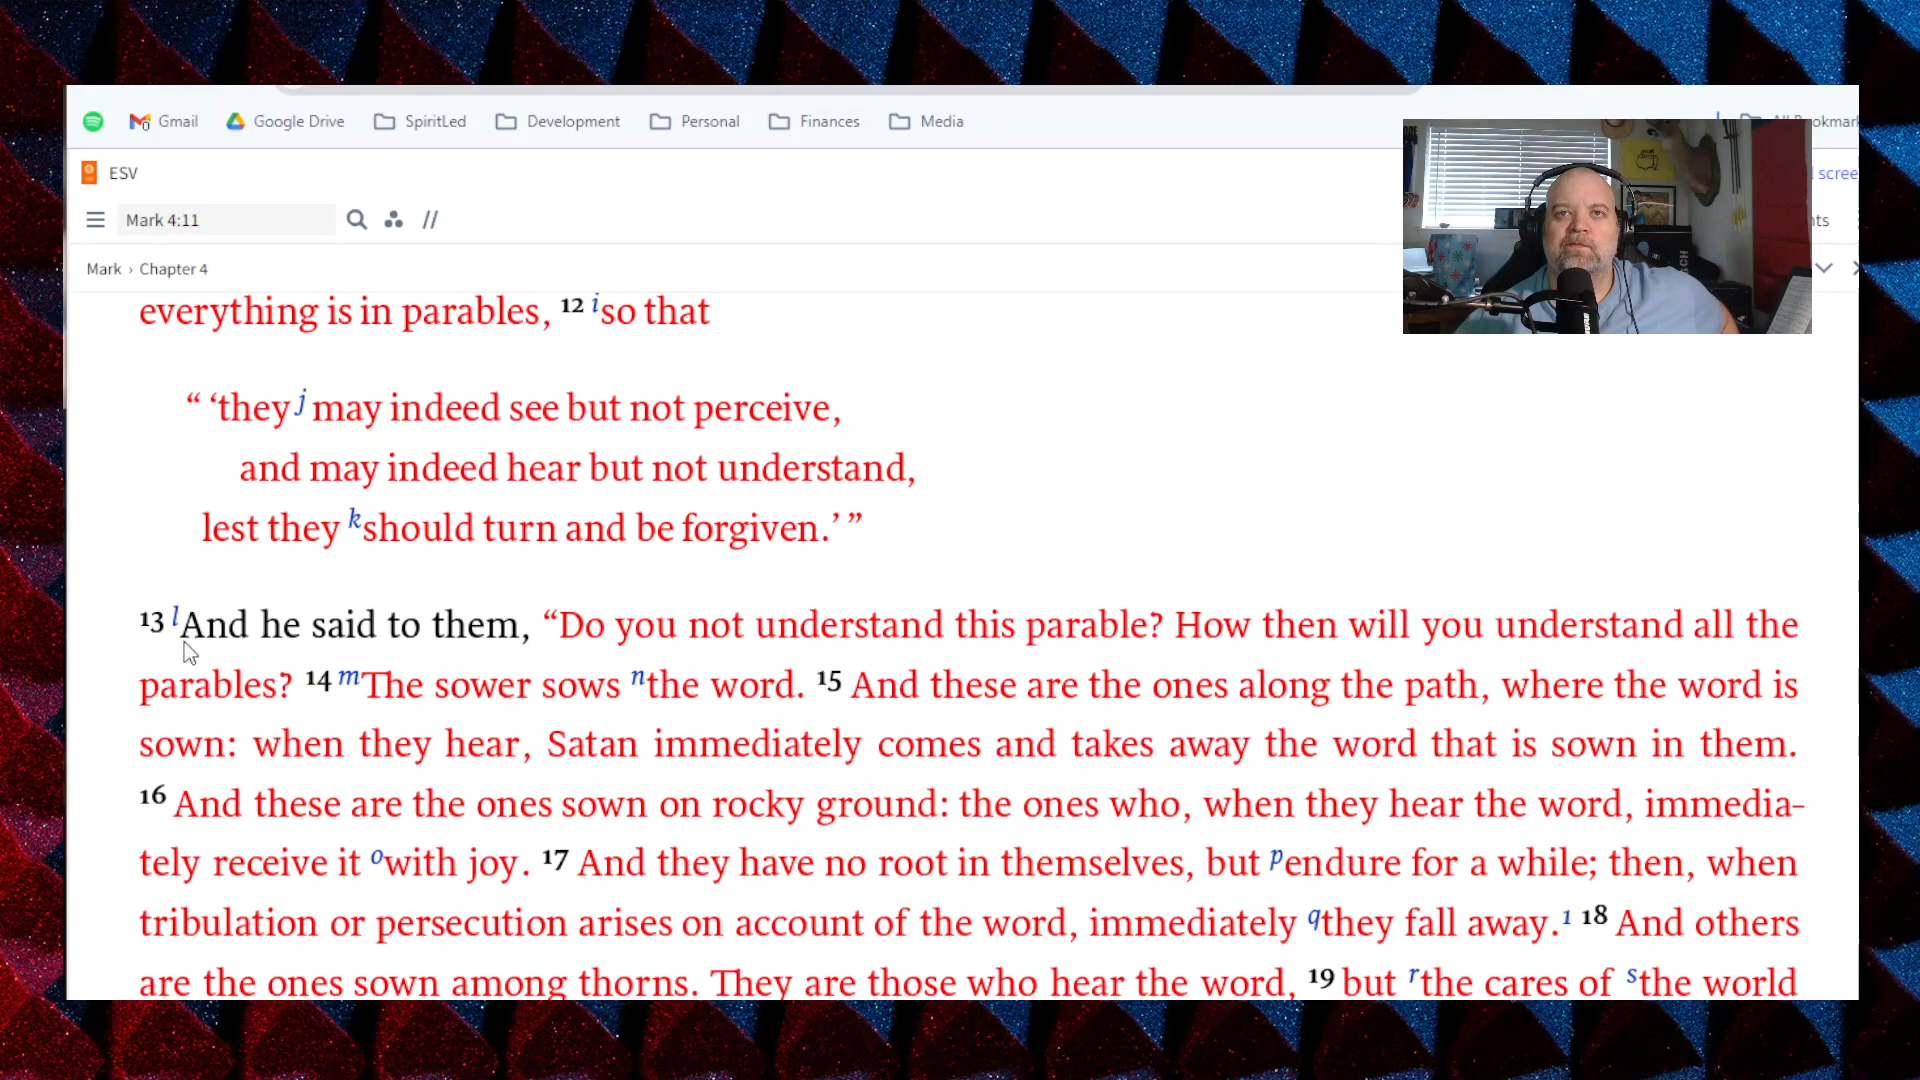 Gmail Google Drive SpiritLed Development Personal Finances Media
ESV
scree
Mark 4:11 //
Mark › Chapter 4
everything is in parables, 12 i so that
“ ‘they j may indeed see but not perceive,
and may indeed hear but not understand,
lest they k should turn and be forgiven.’ ”
13 l And he said to them, “Do you not understand this parable? How then will you understand all the
parables? 14 m The sower sows n the word. 15 And these are the ones along the path, where the word is
sown: when they hear, Satan immediately comes and takes away the word that is sown in them.
16 And these are the ones sown on rocky ground: the ones who, when they hear the word, immedia-
tely receive it o with joy. 17 And they have no root in themselves, but p endure for a while; then, when
tribulation or persecution arises on account of the word, immediately q they fall away. 1 18 And others
are the ones sown among thorns. They are those who hear the word, 19 but r the cares of s the world